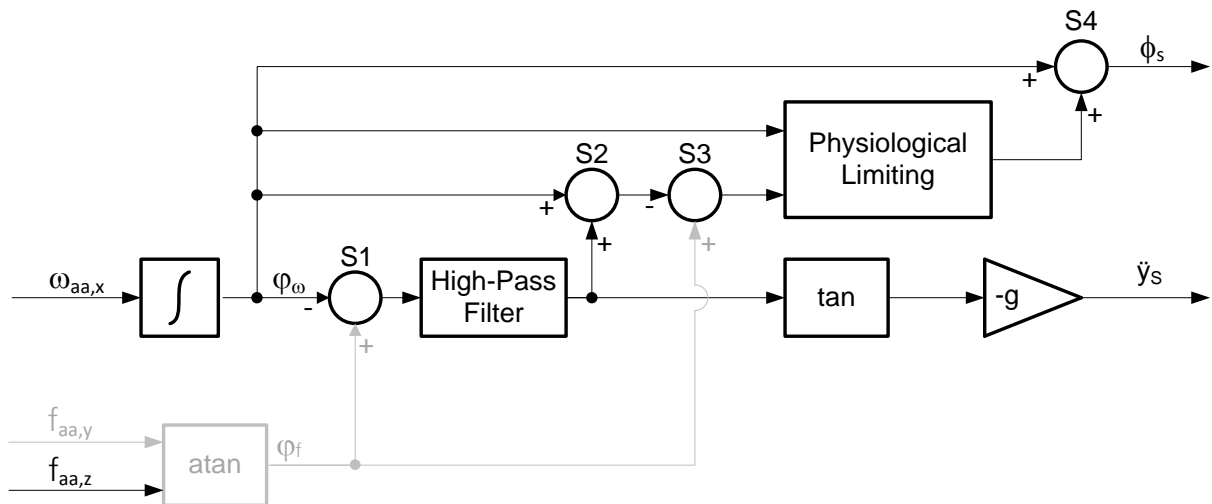 S4
ϕs
+
+
Physiological
Limiting
S2
S3
+
-
+
+
ωaa,x
∫
φω
-
S1
+
High-Pass
Filter
tan
-g
ÿS
faa,y
faa,z
atan
φf